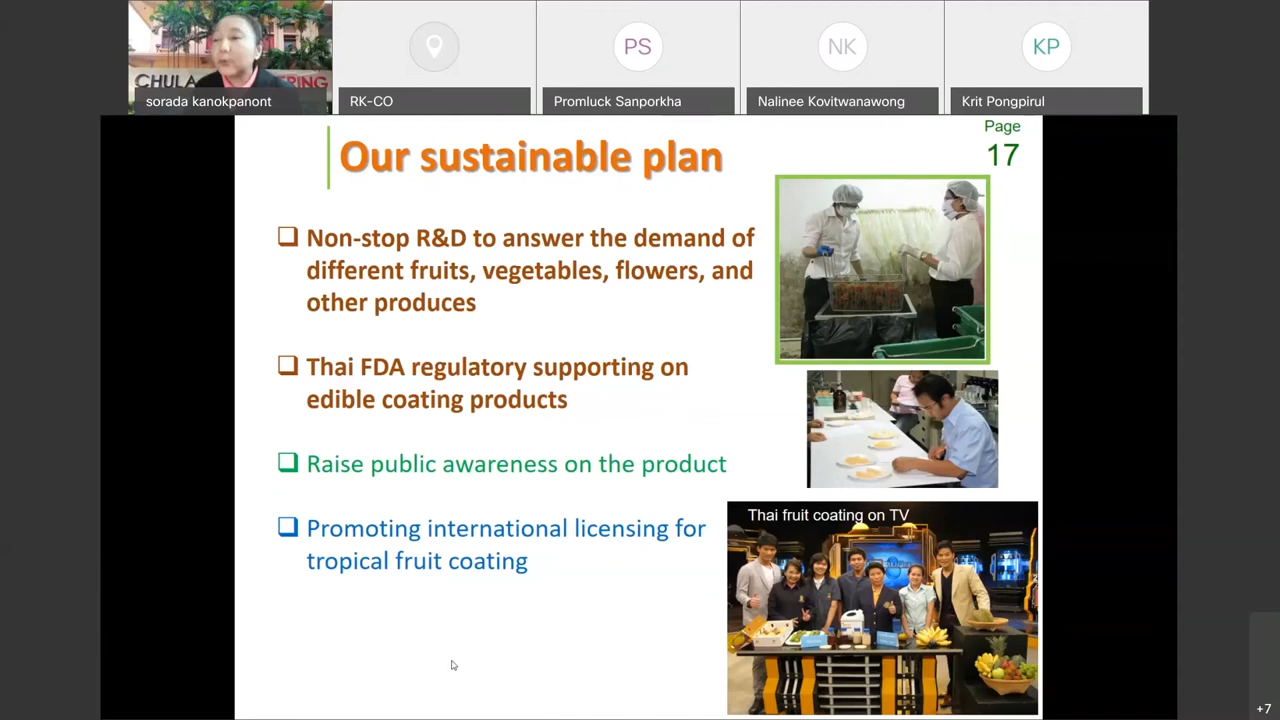 CHULA
ERING
sorada kanokpanont
RK-CO
PS
Promluck Sanporkha
NK
Nalinee Kovitwanawong
KP
Krit Pongpirul
Page
17
Our sustainable plan
Non-stop R&D to answer the demand of
different fruits, vegetables, flowers, and
other produces
Thai FDA regulatory supporting on
edible coating products
Raise public awareness on the product
Promoting international licensing for
tropical fruit coating
Thai fruit coating on TV
+7